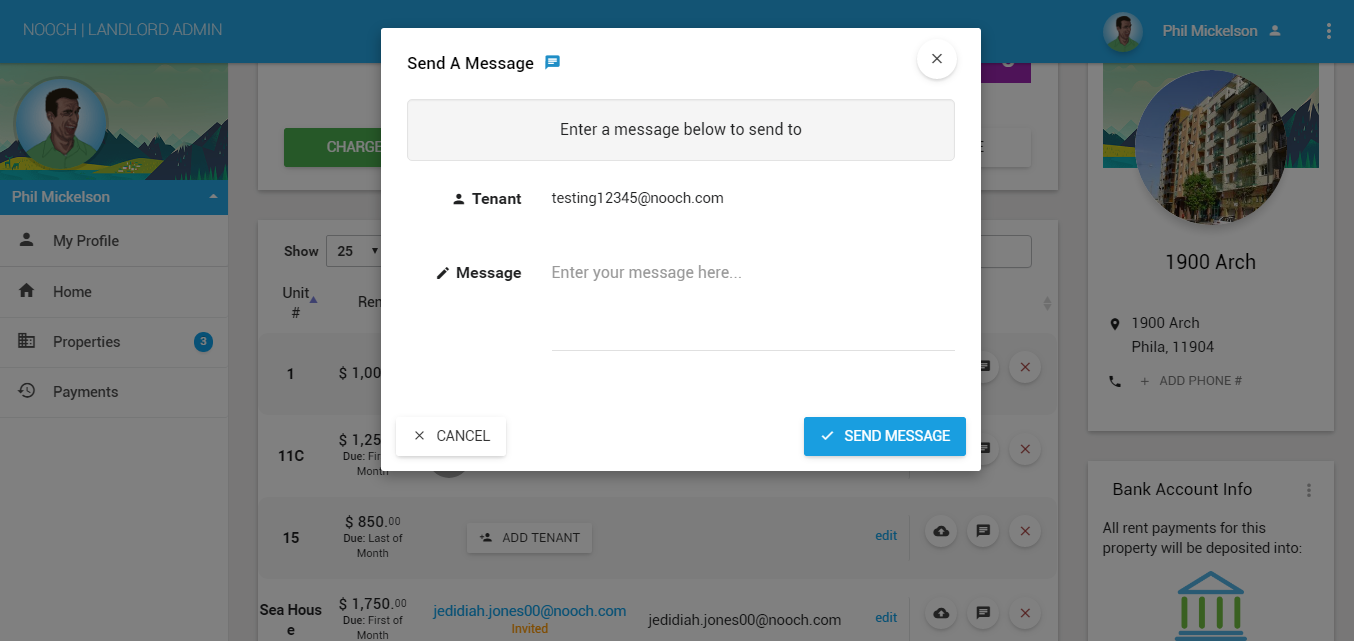 NOOCH | LANDLORD ADMIN
Phil Mickelson
Phil Mickelson
My Profile
Home
Properties
3
Payments
CHARGE
Show 25
Unit
#
1
$ 1,00
11C
$ 1,25
Due: Fir
Month
15
$ 850.00
Due: Last of
Month
ADD TENANT
edit
Sea Hous
e
$ 1,750.00
Due: First of
Month
jedidiah.jones00@nooch.com
Invited
jedidiah.jones00@nooch.com
edit
Send A Message
Enter a message below to send to
Tenant
testing12345@nooch.com
Message
Enter your message here...
CANCEL
SEND MESSAGE
1900 Arch
1900 Arch
Phila, 11904
+ ADD PHONE #
Bank Account Info
All rent payments for this
property will be deposited into: